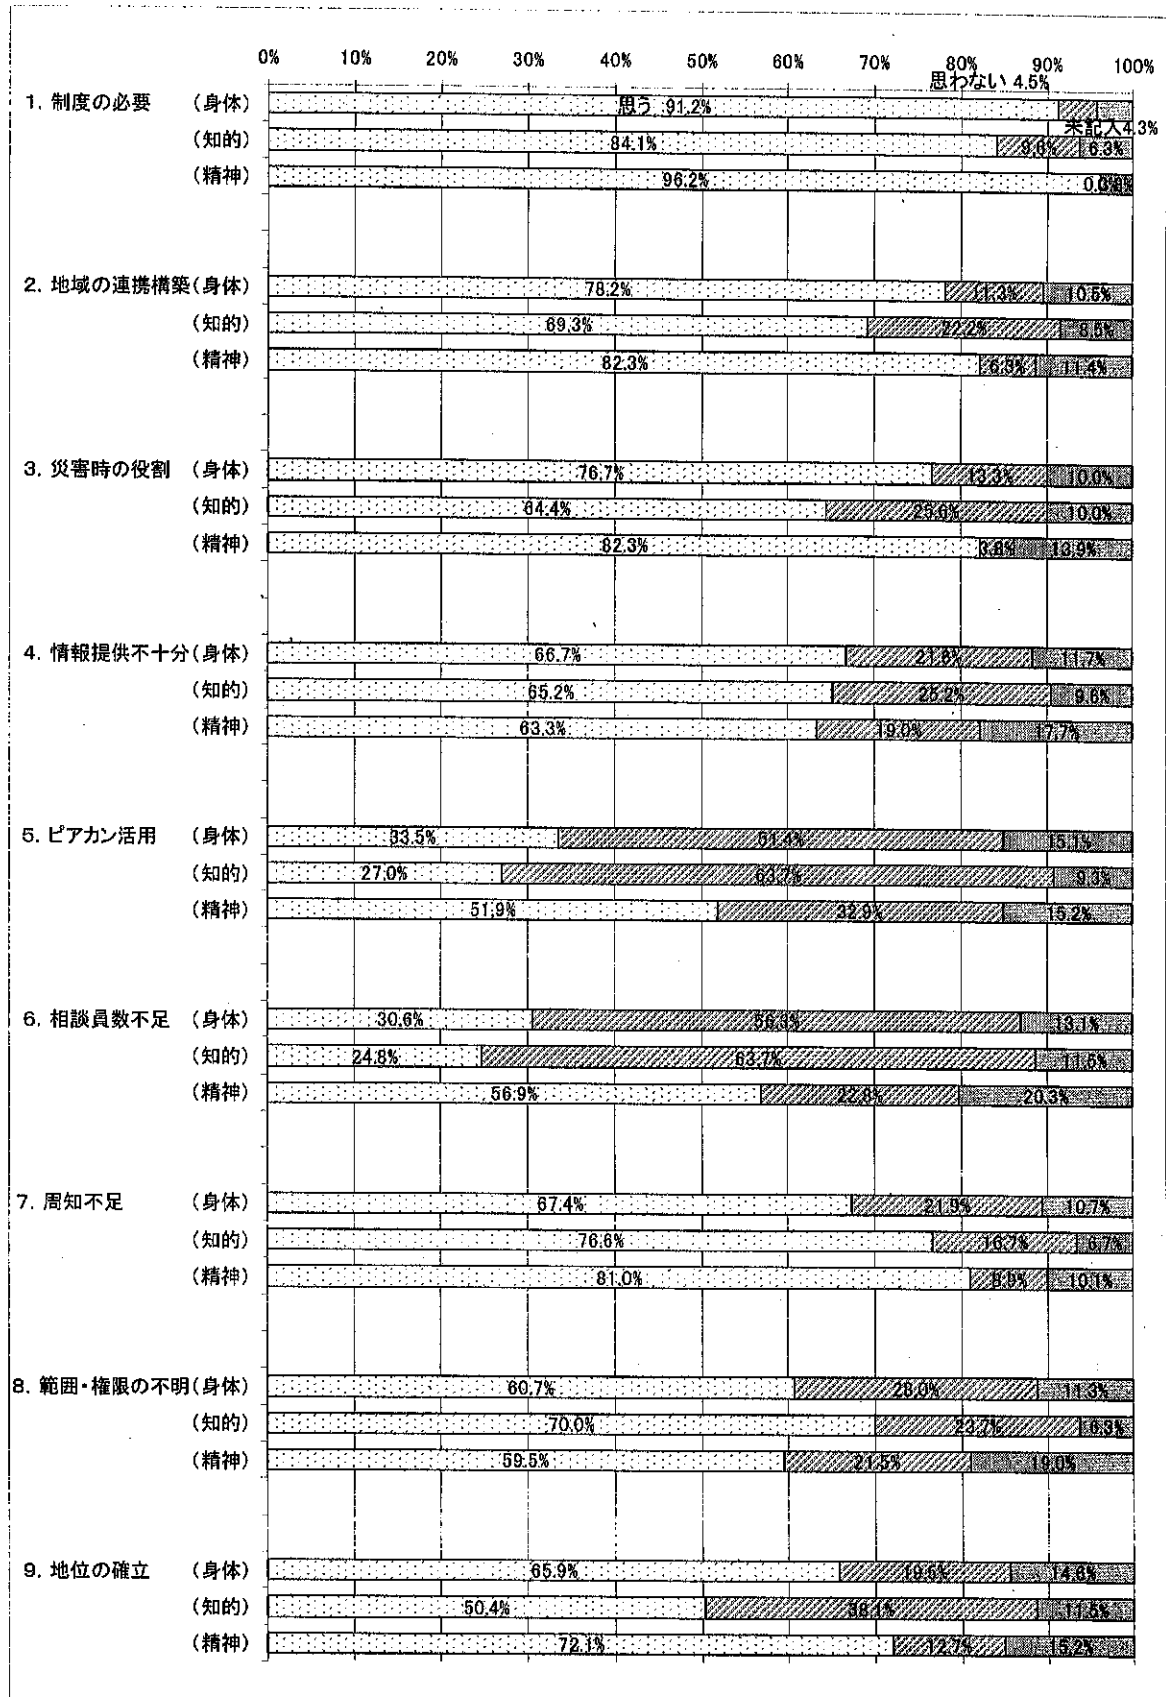 0% 10% 20% 30% 40% 50% 60% 70% 80% 90% 100%
思わない 4.5%
1. 制度の必要 （身体） 思う 91.2%
未記入4.3%
（知的） 84.1% 9.6% 6.3%
（精神） 96.2%
2. 地域の連携構築（身体） 78.2% 11.3% 10.5%
（知的） 69.3% 22.2% 8.5%
（精神） 82.3% 6.3% 11.4%
3. 災害時の役割 （身体） 76.7% 13.3% 10.0%
（知的） 64.4% 25.6% 10.0%
（精神） 82.3% 3.8% 13.9%
4. 情報提供不十分（身体） 66.7% 21.6% 11.7%
（知的） 65.2% 25.2% 9.6%
（精神） 63.3% 19.0% 17.7%
5. ピアカン活用 （身体） 33.5% 51.4% 15.1%
（知的） 27.0% 63.7% 9.3%
（精神） 51.9% 32.9% 15.2%
6. 相談員数不足 （身体） 30.6% 56.3% 13.1%
（知的） 24.8% 63.7% 11.5%
（精神） 56.9% 22.8% 20.3%
7. 周知不足 （身体） 67.4% 21.9% 10.7%
（知的） 76.6% 16.7% 6.7%
（精神） 81.0% 8.9% 10.1%
8. 範囲・権限の不明（身体） 60.7% 28.0% 11.3%
（知的） 70.0% 23.7% 6.3%
（精神） 59.5% 21.5% 19.0%
9. 地位の確立 （身体） 65.9% 19.5% 14.6%
（知的） 50.4% 38.1% 11.5%
（精神） 72.1% 12.7% 15.2%